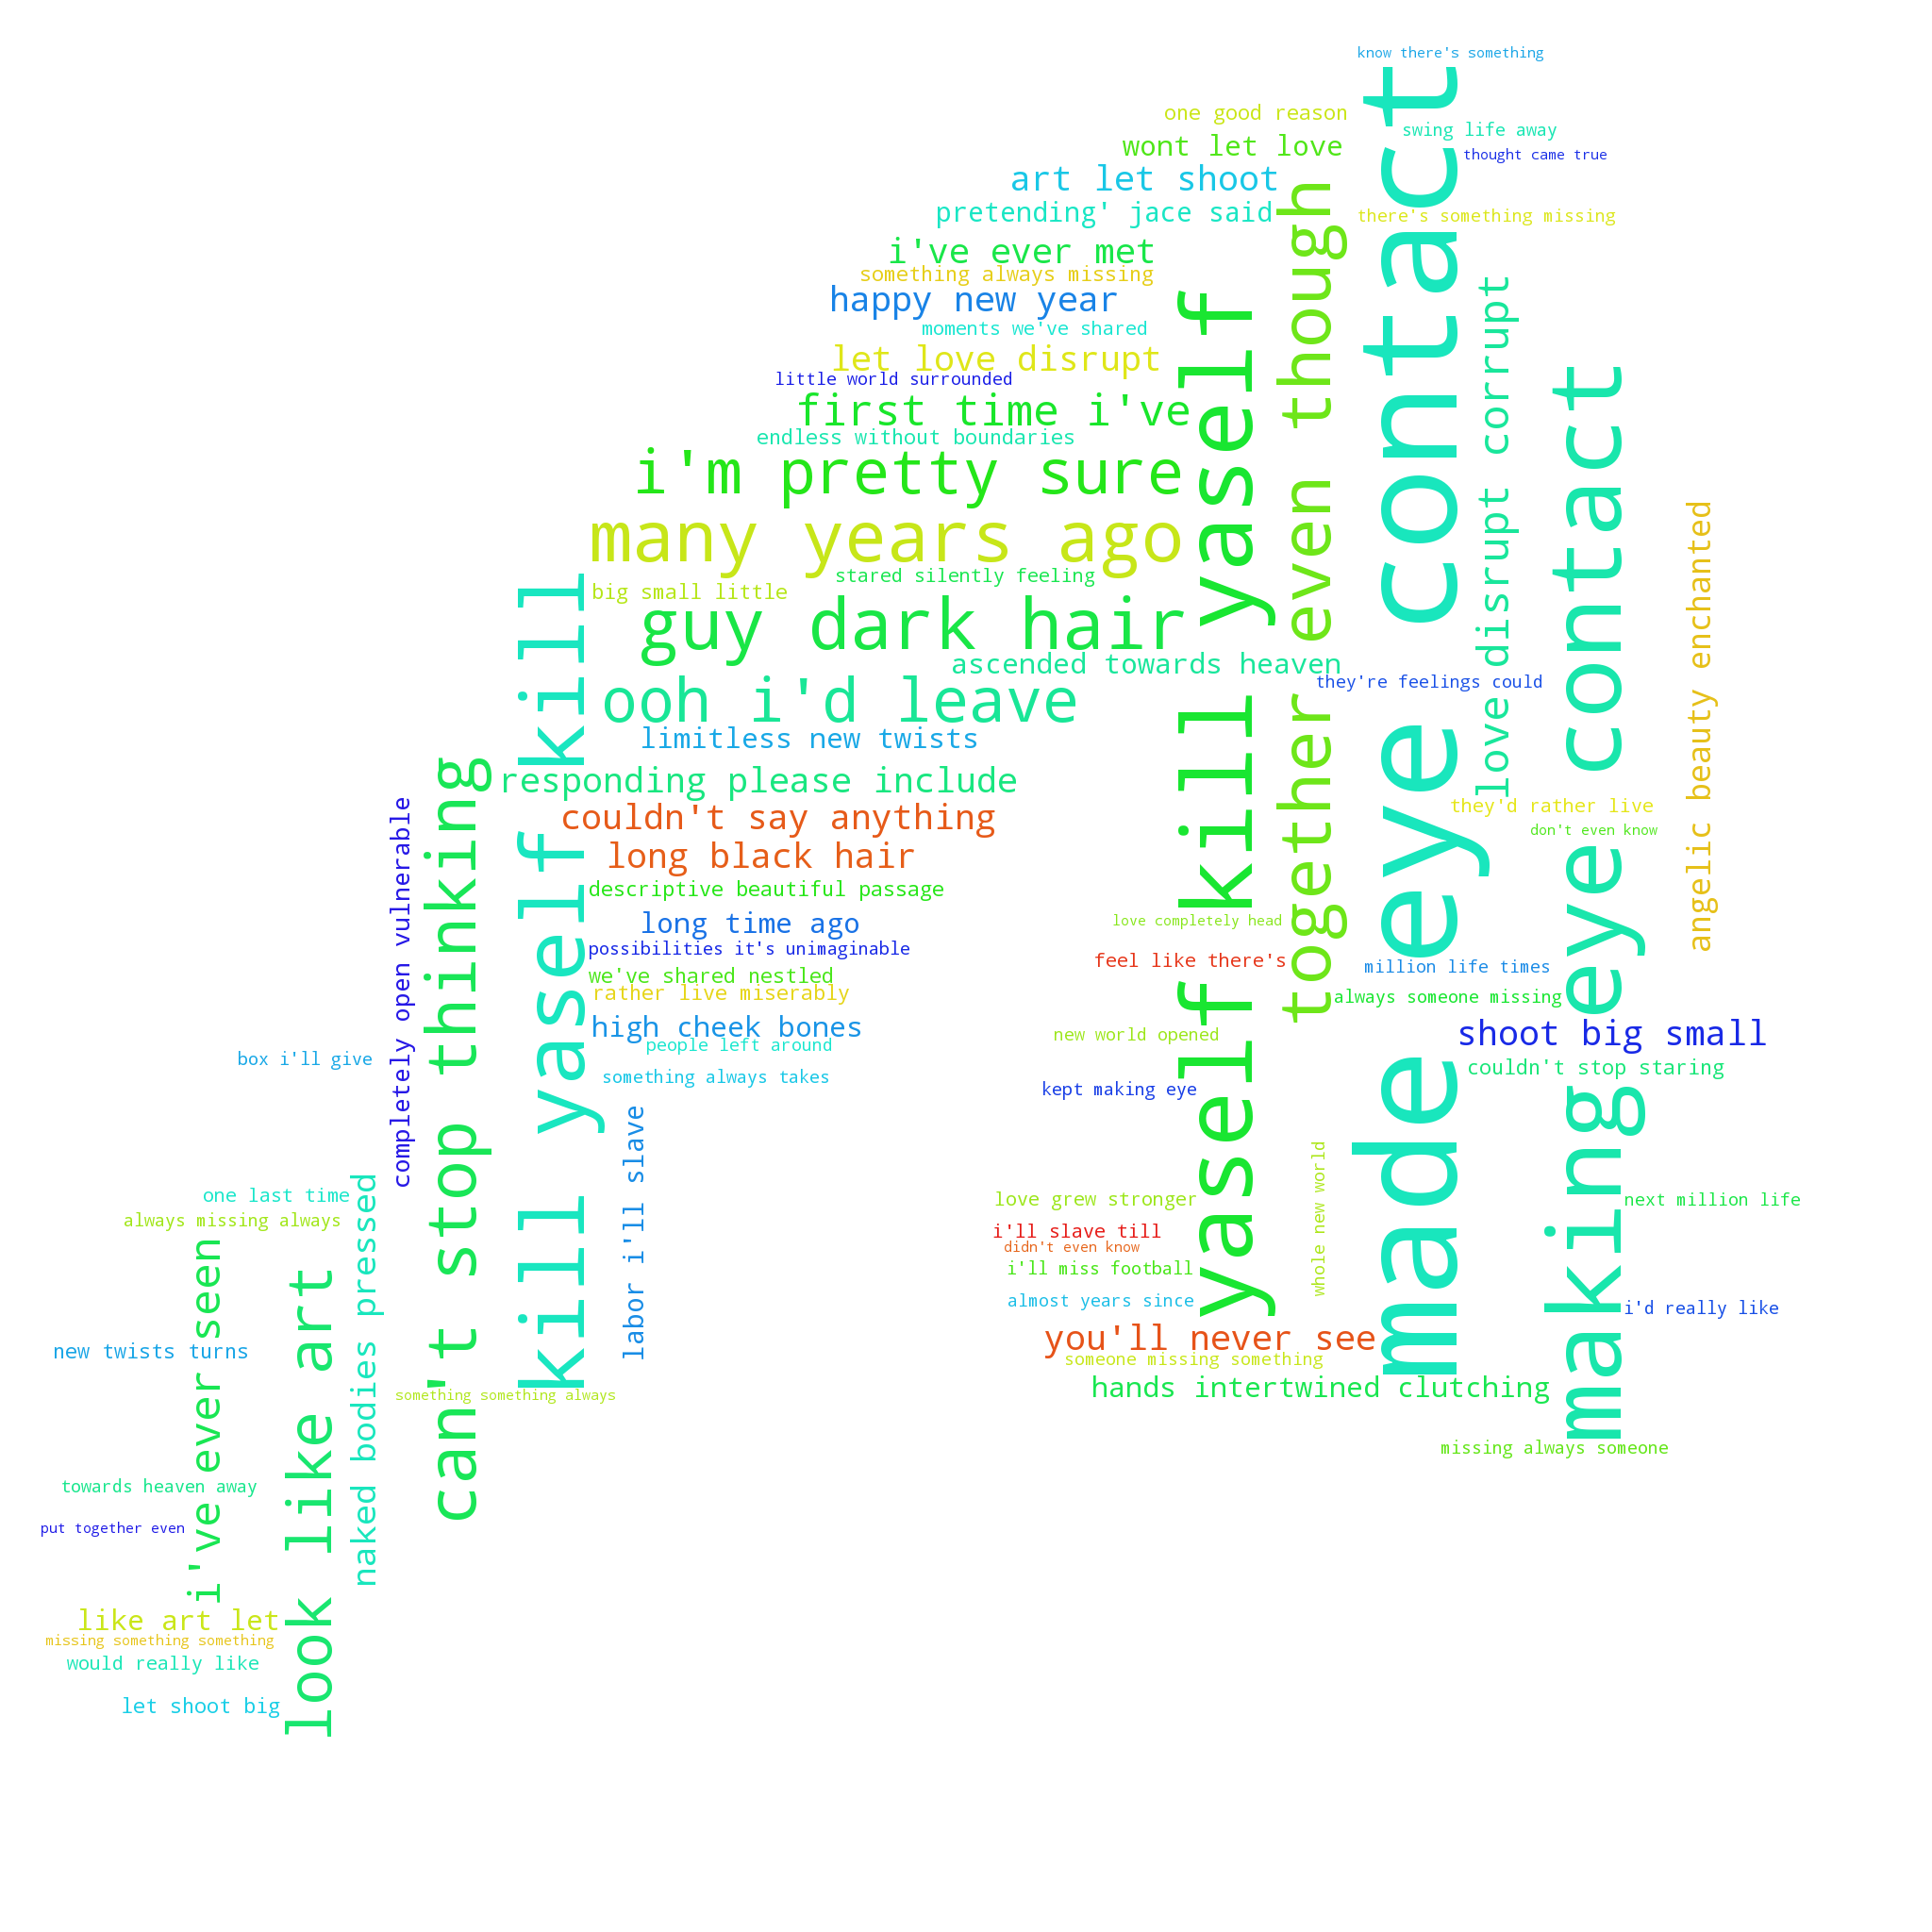 know there's something
made eye contact
one good reason
swing life away
wont let love
thought came true
art let shoot
together even though
pretending' jace said
there's something missing
i've ever met
something always missing
love disrupt corrupt
happy new year
yaself kill yaself
moments we've shared
let love disrupt
making eye contact
little world surrounded
first time i've
endless without boundaries
i'm pretty sure
angelic beauty enchanted
many years ago
stared silently feeling
kill yaself kill
big small little
guy dark hair
ascended towards heaven
they're feelings could
ooh i'd leave
limitless new twists
can't stop thinking
responding please include
completely open vulnerable
they'd rather live
couldn't say anything
don't even know
long black hair
descriptive beautiful passage
long time ago
love completely head
possibilities it's unimaginable
feel like there's
million life times
we've shared nestled
rather live miserably
always someone missing
high cheek bones
new world opened
shoot big small
people left around
box i'll give
couldn't stop staring
something always takes
kept making eye
labor i'll slave
whole new world
naked bodies pressed
one last time
love grew stronger
next million life
always missing always
i'll slave till
i've ever seen
didn't even know
look like art
i'll miss football
almost years since
i'd really like
you'll never see
new twists turns
someone missing something
hands intertwined clutching
something something always
missing always someone
towards heaven away
put together even
like art let
missing something something
would really like
let shoot big